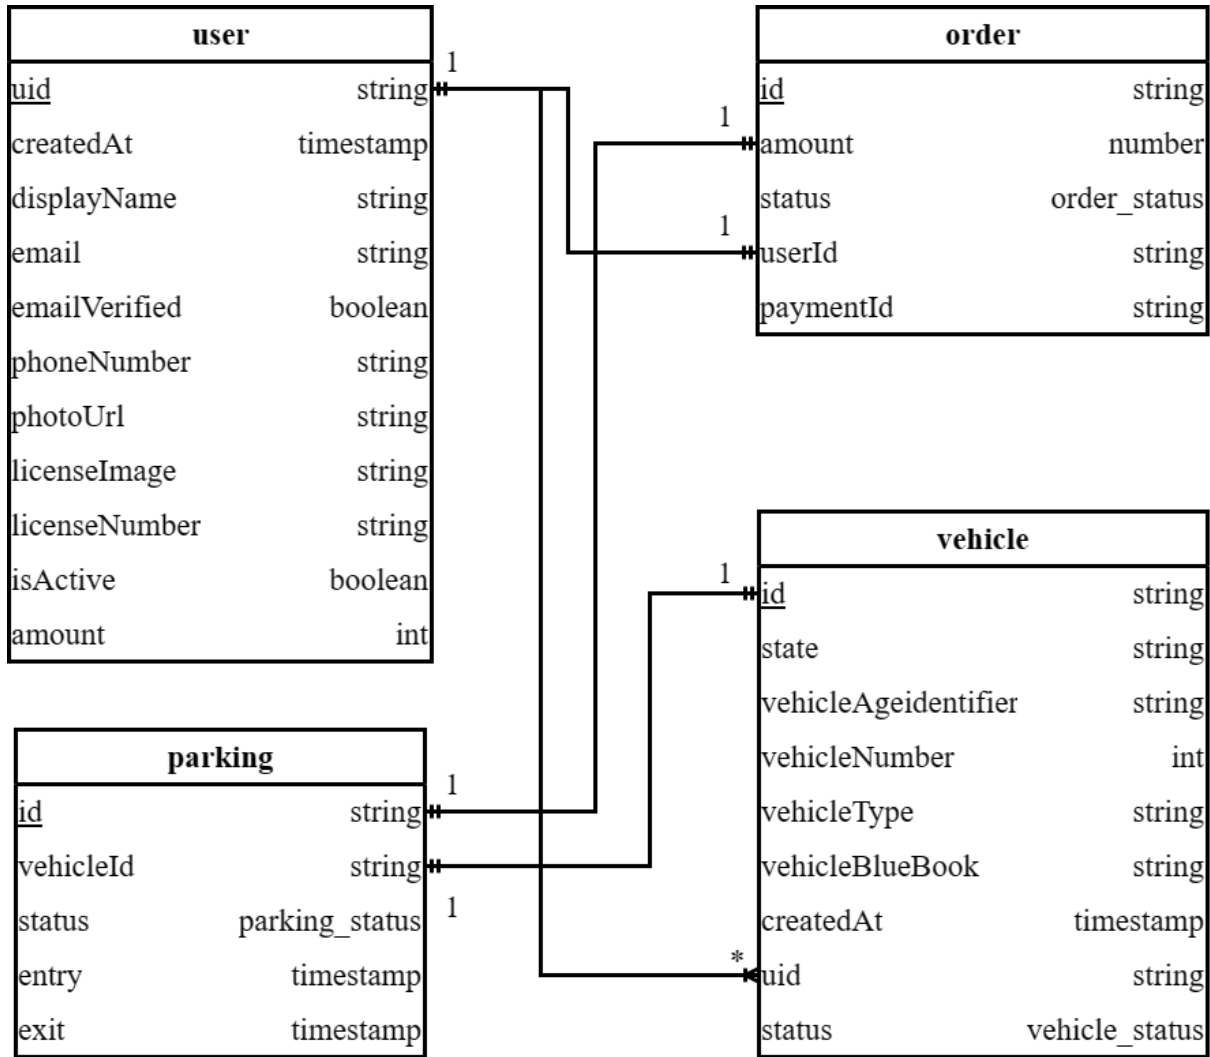 user
uid string
createdAt timestamp
displayName string
email string
emailVerified boolean
phoneNumber string
photoUrl string
licenseImage string
licenseNumber string
isActive boolean
amount int
1
order
id string
1
amount number
status order_status
1
userId string
paymentId string
parking
1
id string
vehicleId string
1
status parking_status
entry timestamp
exit timestamp
vehicle
1
id string
state string
vehicleAgeidentifier string
vehicleNumber int
vehicleType string
vehicleBlueBook string
createdAt timestamp
*
uid string
status vehicle_status